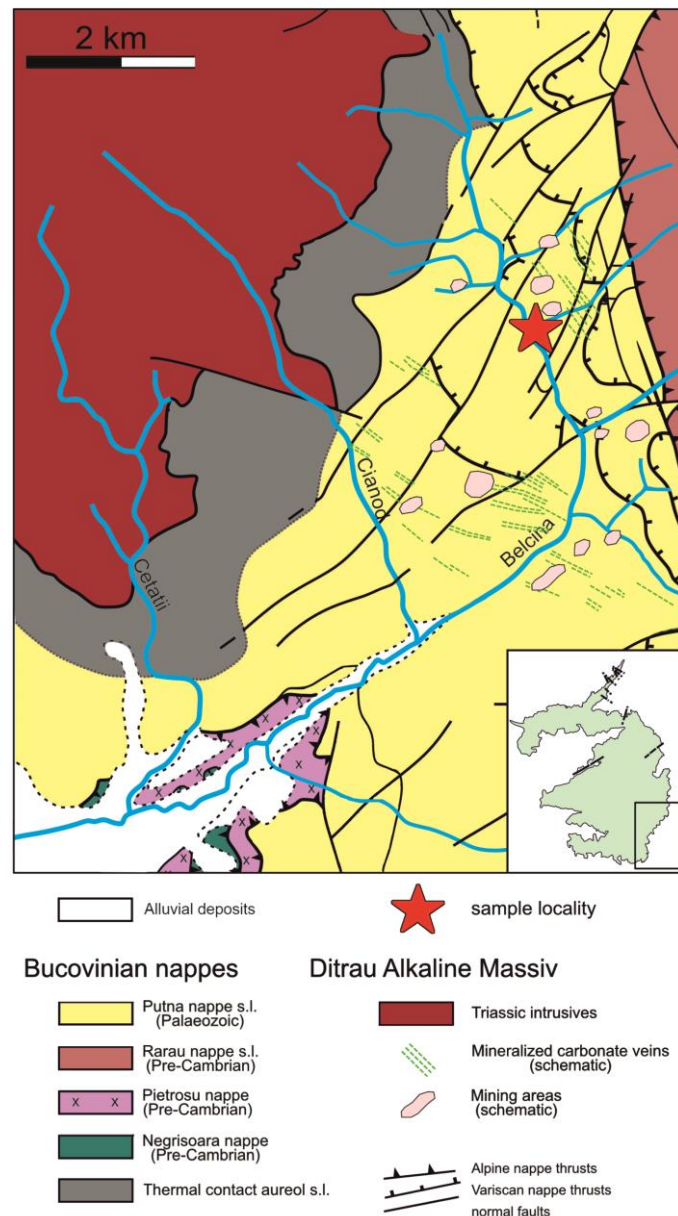 2 km
Cianod
Belcina
Cetatii
Alluvial deposits
sample locality
Bucovinian nappes
Ditrau Alkaline Massiv
Putna nappe s.l.
(Palaeozoic)
Triassic intrusives
Rarau nappe s.l.
(Pre-Cambrian)
Mineralized carbonate veins
(schematic)
x x
Pietrosu nappe
(Pre-Cambrian)
Mining areas
(schematic)
Negrisoara nappe
(Pre-Cambrian)
Thermal contact aureol s.l.
Alpine nappe thrusts
Variscan nappe thrusts
normal faults